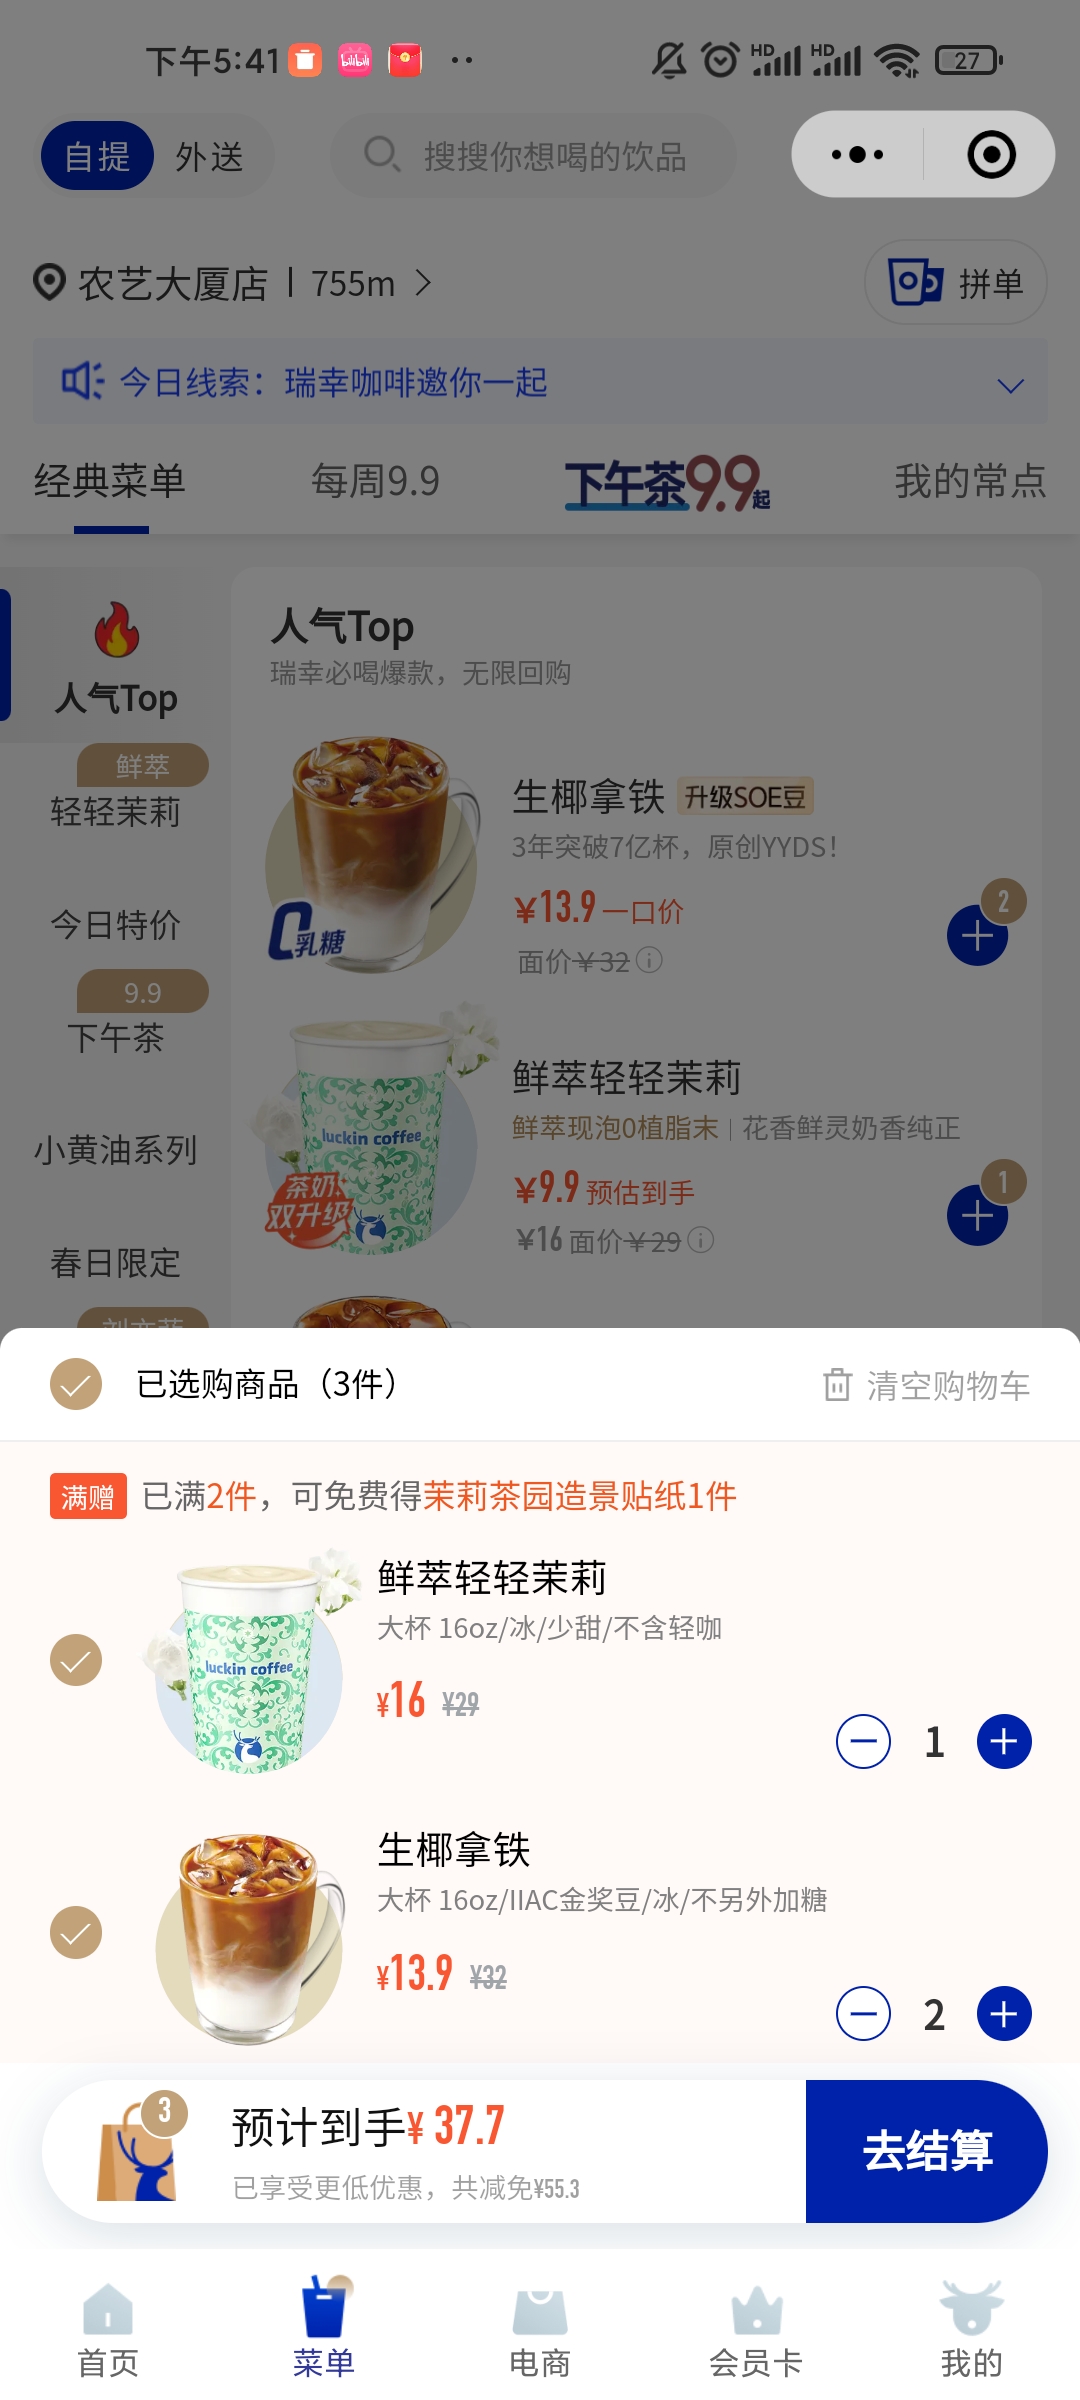 下午5:41
bilibili
HD
HD
27
自提
外送
搜搜你想喝的饮品
农艺大厦店
755m
拼单
今日线索：瑞幸咖啡邀你一起
经典菜单
每周9.9
下午茶9.9起
我的常点
人气Top
鲜萃
轻轻茉莉
今日特价
9.9
下午茶
小黄油系列
春日限定
人气Top
瑞幸必喝爆款，无限回购
0乳糖
生椰拿铁 升级SOE豆
3年突破7亿杯，原创YYDS！
¥13.9 一口价
2
面价¥32
luckin coffee
茶奶
双升级
鲜萃轻轻茉莉
鲜萃现泡0植脂末 | 花香鲜灵奶香纯正
¥9.9 预估到手
1
¥16 面价¥29
已选购商品（3件）
清空购物车
满赠 已满2件，可免费得茉莉茶园造景贴纸1件
luckin coffee
鲜萃轻轻茉莉
大杯 16oz/冰/少甜/不含轻咖
¥16 ¥29
1
生椰拿铁
大杯 16oz/IIAC金奖豆/冰/不另外加糖
¥13.9 ¥32
2
3
预计到手¥ 37.7
已享受更低优惠，共减免¥55.3
去结算
首页
菜单
电商
会员卡
我的